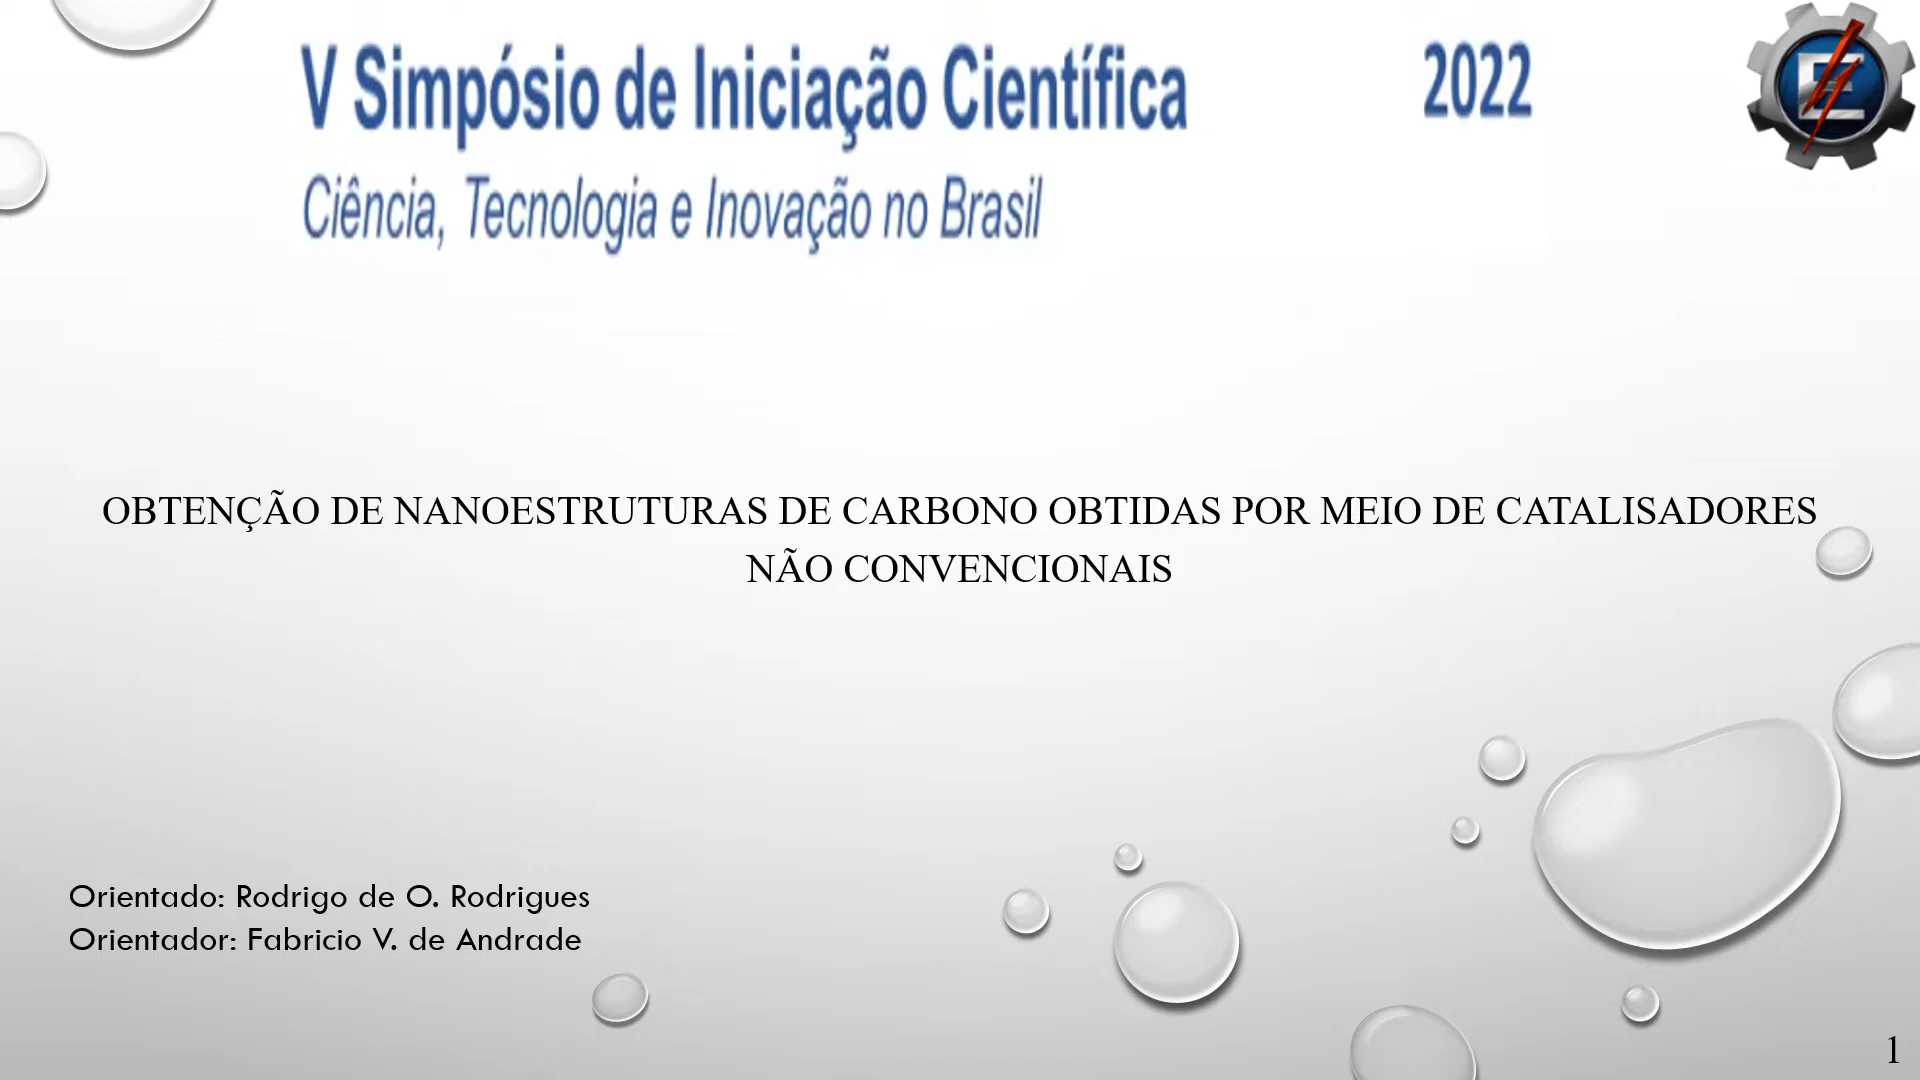 V Simpósio de Iniciação Científica 2022
Ciência, Tecnologia e Inovação no Brasil
OBTENÇÃO DE NANOESTRUTURAS DE CARBONO OBTIDAS POR MEIO DE CATALISADORES
NÃO CONVENCIONAIS
Orientado: Rodrigo de O. Rodrigues
Orientador: Fabricio V. de Andrade
1